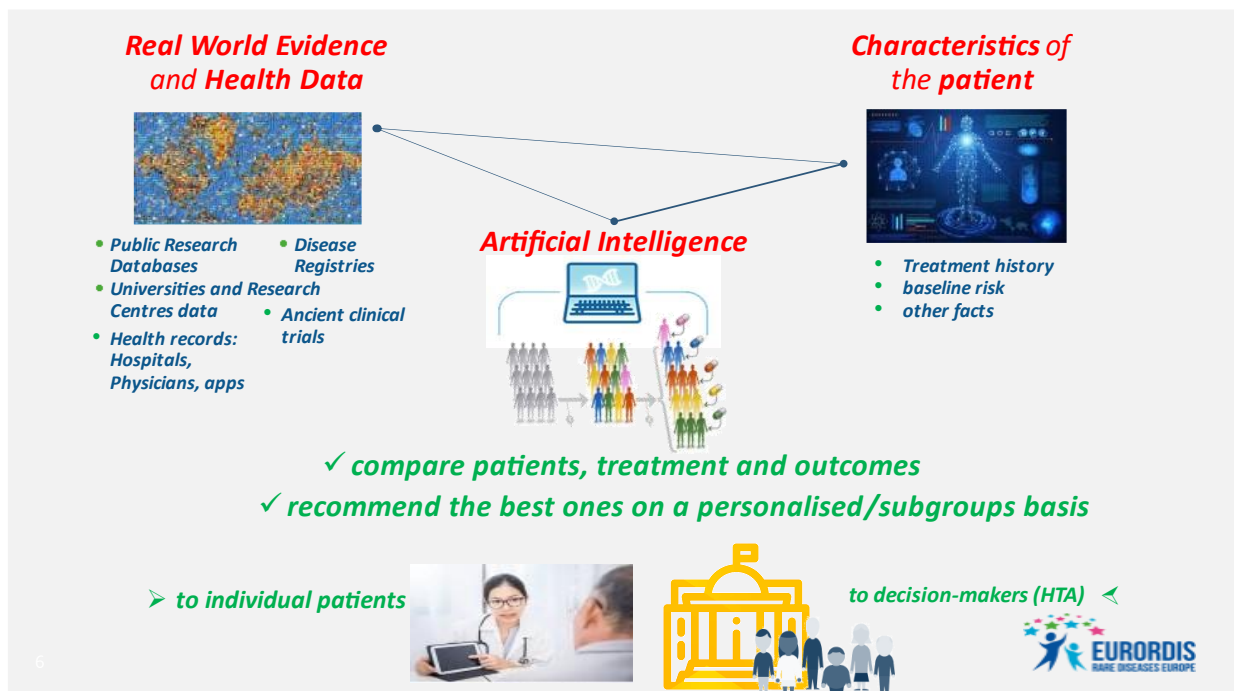 Real World Evidence
and Health Data
Characteristics of
the patient
Artificial Intelligence
• Public Research
Databases
• Universities and Research
Centres data
• Health records:
Hospitals,
Physicians, apps
• Disease
Registries
• Ancient clinical
trials
• Treatment history
• baseline risk
• other facts
✓ compare patients, treatment and outcomes
✓ recommend the best ones on a personalised/subgroups basis
➢ to individual patients
to decision-makers (HTA)
EURORDIS
RARE DISEASES EUROPE
6